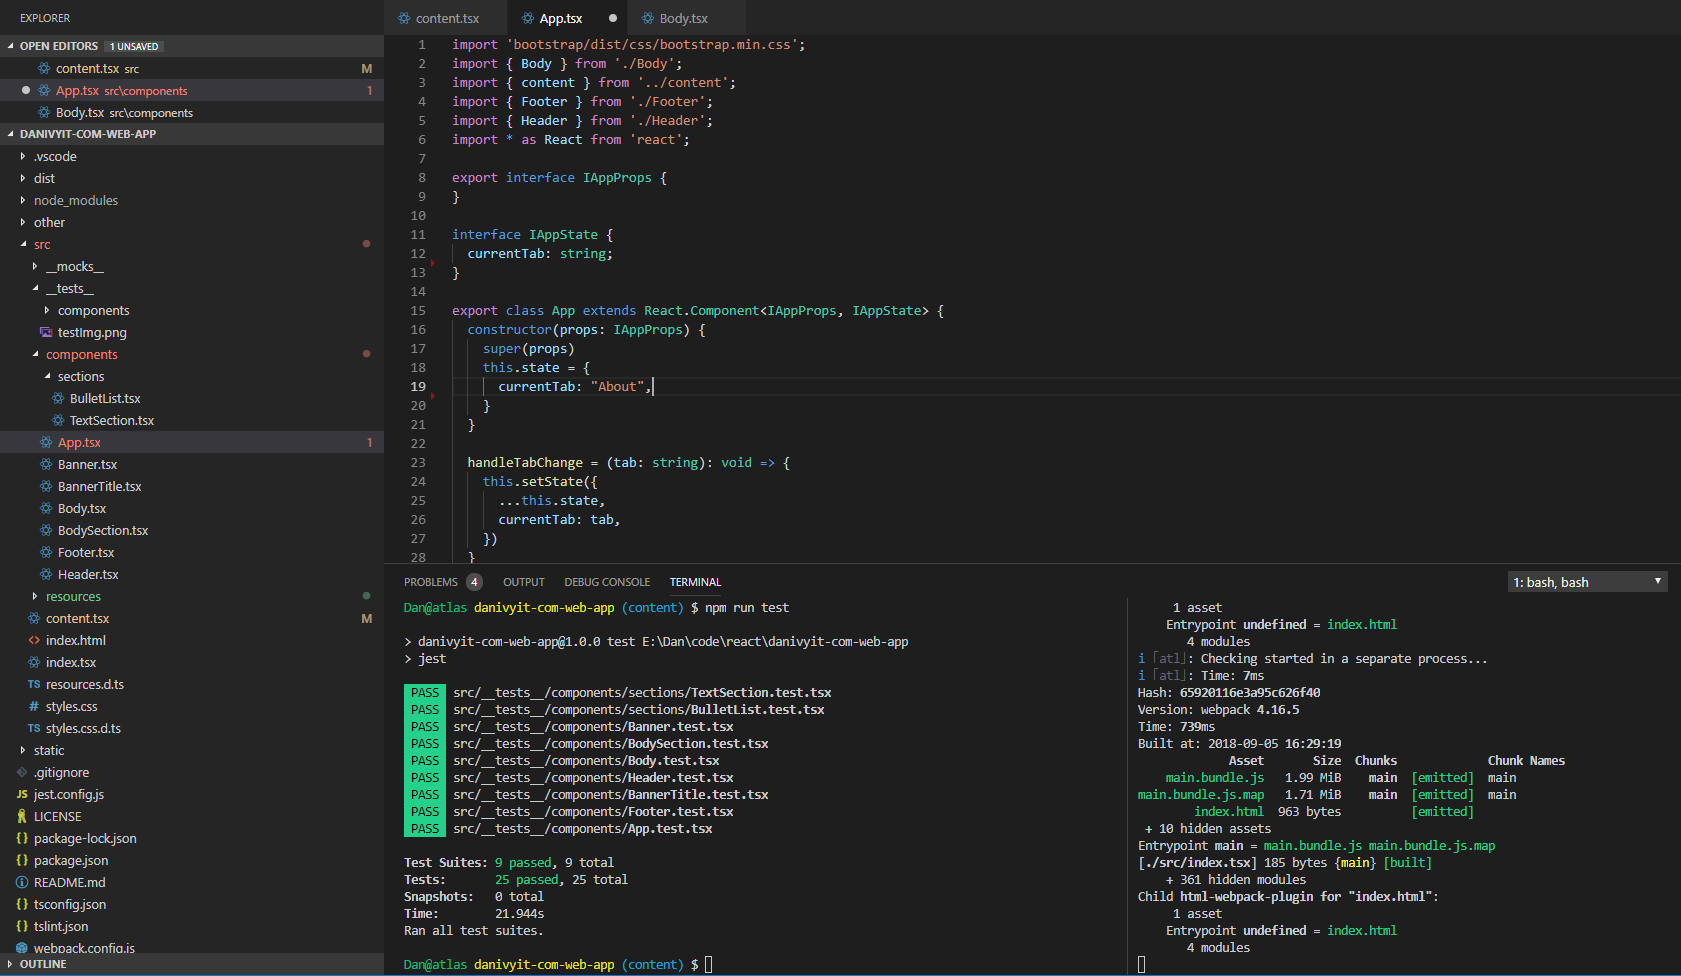 EXPLORER
OPEN EDITORS 1 UNSAVED
content.tsx src M
App.tsx src\components 1
Body.tsx src\components
DANIVYIT-COM-WEB-APP
.vscode
dist
node_modules
other
src
__mocks__
__tests__
components
testImg.png
components
sections
BulletList.tsx
TextSection.tsx
App.tsx 1
Banner.tsx
BannerTitle.tsx
Body.tsx
BodySection.tsx
Footer.tsx
Header.tsx
resources
content.tsx M
index.html
index.tsx
TS resources.d.ts
# styles.css
TS styles.css.d.ts
static
.gitignore
JS jest.config.js
LICENSE
{} package-lock.json
{} package.json
README.md
{} tsconfig.json
{} tslint.json
webpack.config.js
OUTLINE
content.tsx App.tsx Body.tsx
1 import 'bootstrap/dist/css/bootstrap.min.css';
2 import { Body } from './Body';
3 import { content } from '../content';
4 import { Footer } from './Footer';
5 import { Header } from './Header';
6 import * as React from 'react';
7
8 export interface IAppProps {
9 }
10
11 interface IAppState {
12 currentTab: string;
13 }
14
15 export class App extends React.Component<IAppProps, IAppState> {
16 constructor(props: IAppProps) {
17 super(props)
18 this.state = {
19 currentTab: "About",
20 }
21 }
22
23 handleTabChange = (tab: string): void => {
24 this.setState({
25 ...this.state,
26 currentTab: tab,
27 })
28 }
PROBLEMS 4 OUTPUT DEBUG CONSOLE TERMINAL 1: bash, bash
Dan@atlas danivyit-com-web-app (content) $ npm run test
> danivyit-com-web-app@1.0.0 test E:\Dan\code\react\danivyit-com-web-app
> jest
PASS src/__tests__/components/sections/TextSection.test.tsx
PASS src/__tests__/components/sections/BulletList.test.tsx
PASS src/__tests__/components/Banner.test.tsx
PASS src/__tests__/components/BodySection.test.tsx
PASS src/__tests__/components/Body.test.tsx
PASS src/__tests__/components/Header.test.tsx
PASS src/__tests__/components/BannerTitle.test.tsx
PASS src/__tests__/components/Footer.test.tsx
PASS src/__tests__/components/App.test.tsx
Test Suites: 9 passed, 9 total
Tests: 25 passed, 25 total
Snapshots: 0 total
Time: 21.944s
Ran all test suites.
Dan@atlas danivyit-com-web-app (content) $
1 asset
Entrypoint undefined = index.html
4 modules
i ｢atl｣: Checking started in a separate process...
i ｢atl｣: Time: 7ms
Hash: 65920116e3a95c626f40
Version: webpack 4.16.5
Time: 739ms
Built at: 2018-09-05 16:29:19
Asset Size Chunks Chunk Names
main.bundle.js 1.99 MiB main [emitted] main
main.bundle.js.map 1.71 MiB main [emitted] main
index.html 963 bytes [emitted]
+ 10 hidden assets
Entrypoint main = main.bundle.js main.bundle.js.map
[./src/index.tsx] 185 bytes {main} [built]
+ 361 hidden modules
Child html-webpack-plugin for "index.html":
1 asset
Entrypoint undefined = index.html
4 modules